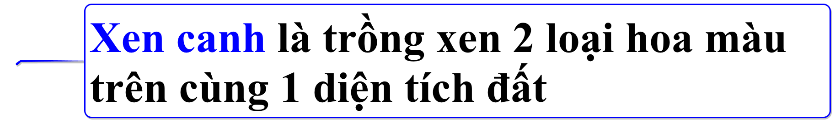 Xen canh là trồng xen 2 loại hoa màu
trên cùng 1 diện tích đất